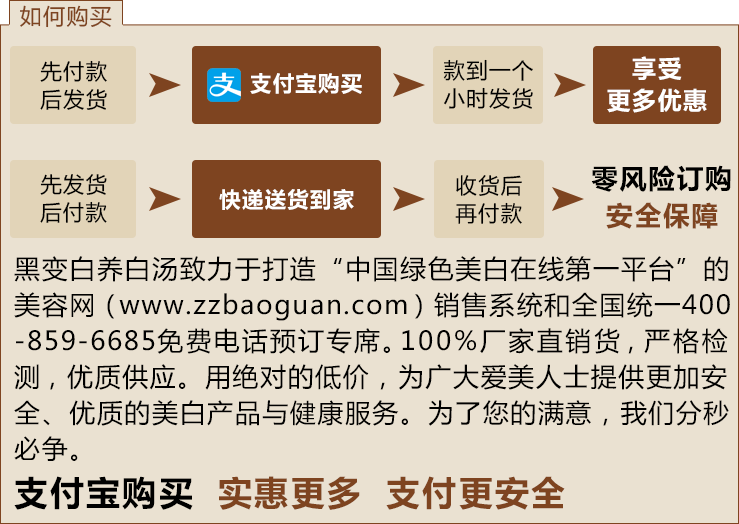 如何购买
先付款
后发货
支 支付宝购买
款到一个
小时发货
享受
更多优惠
先发货
后付款
快递送货到家
收货后
再付款
零风险订购
安全保障
黑变白养白汤致力于打造“中国绿色美白在线第一平台”的
美容网(www.zzbaoguan.com)销售系统和全国统一400
-859-6685免费电话预订专席。100%厂家直销货,严格检
测,优质供应。用绝对的低价,为广大爱美人士提供更加安
全、优质的美白产品与健康服务。为了您的满意,我们分秒
必争。
支付宝购买 实惠更多 支付更安全